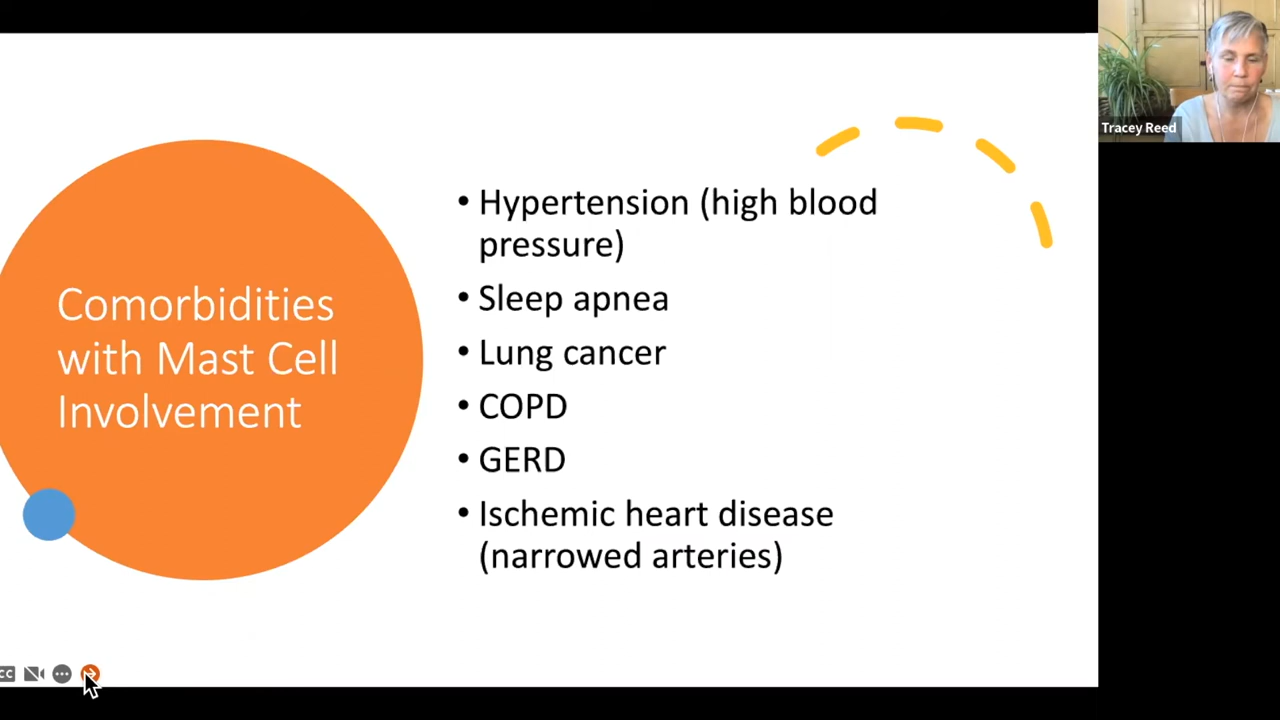 Tracey Reed
Comorbidities
with Mast Cell
Involvement
• Hypertension (high blood
pressure)
• Sleep apnea
• Lung cancer
• COPD
• GERD
• Ischemic heart disease
(narrowed arteries)
CC